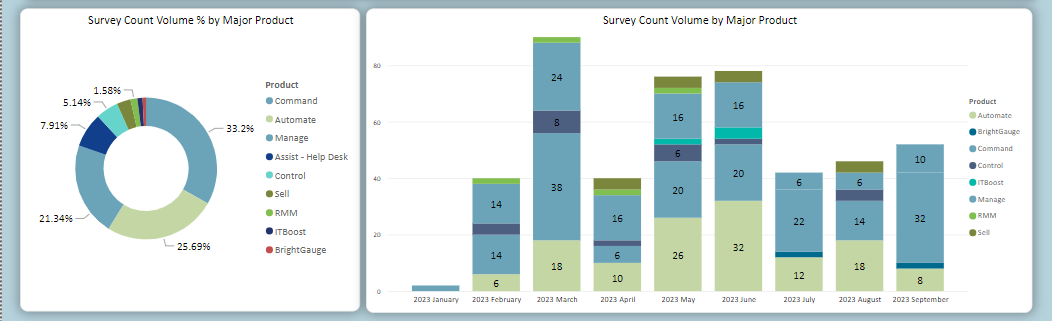 Survey Count Volume % by Major Product
1.58%
5.14%
7.91%
21.34%
33.2%
25.69%
Product
Command
Automate
Manage
Assist - Help Desk
Control
Sell
RMM
ITBoost
BrightGauge
Survey Count Volume by Major Product
80
60
40
20
0
24
8
38
18
14
14
6
16
6
10
16
6
20
26
16
20
32
6
22
12
6
14
18
10
32
8
2023 January
2023 February
2023 March
2023 April
2023 May
2023 June
2023 July
2023 August
2023 September
Product
Automate
BrightGauge
Command
Control
ITBoost
Manage
RMM
Sell